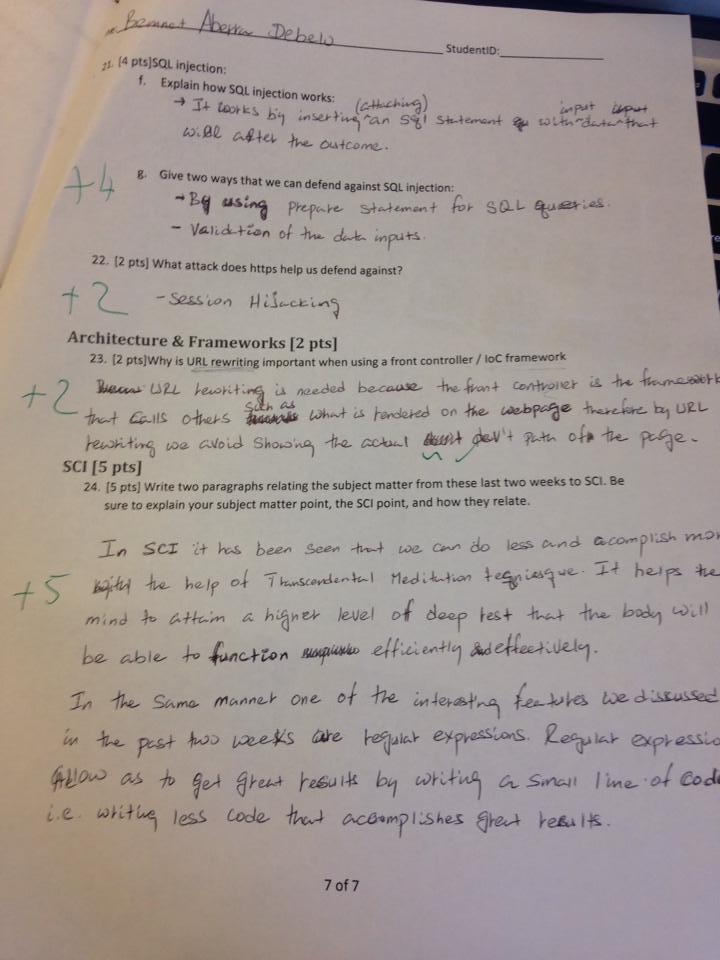 Bemnet Aberra Debelo
StudentID:
21. [4 pts]SQL injection:
f. Explain how SQL injection works:
→ It works by inserting (attaching) an sql statement with input data that
will after the outcome.
+4
g. Give two ways that we can defend against SQL injection:
- By using prepare statement for SQL queries.
- Validation of the data inputs.
22. [2 pts] What attack does https help us defend against?
+2
- Session Hijacking
Architecture & Frameworks [2 pts]
23. [2 pts]Why is URL rewriting important when using a front controller / IoC framework
+2
URL rewriting is needed because the front controller is the framework
that calls others such as what is rendered on the webpage therefore by URL
rewriting we avoid showing the actual path of the page.
SCI [5 pts]
24. [5 pts] Write two paragraphs relating the subject matter from these last two weeks to SCI. Be
sure to explain your subject matter point, the SCI point, and how they relate.
In SCI it has been seen that we can do less and acomplish mor
+5
the help of Transcendental Meditation . It helps the
mind to attain a higher level of deep rest that the body will
be able to function efficiently and effectively.
In the same manner one of the interesting features we discussed
in the past two weeks are regular expressions. Regular expressio
Allow as to get great results by writing a small line of Code
i.e. writing less code that accomplishes great results.
7 of 7